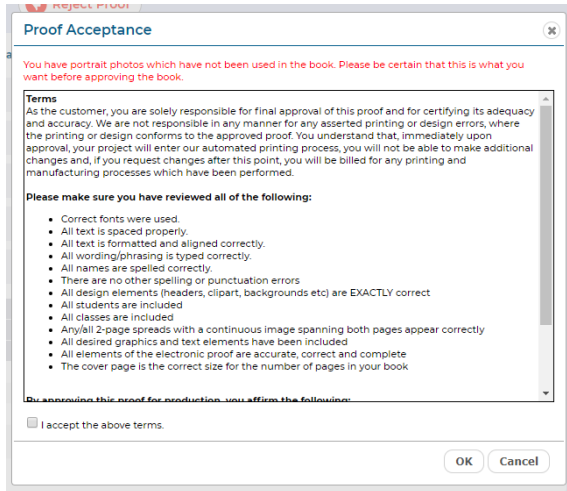 Reject Proof
Proof Acceptance
You have portrait photos which have not been used in the book. Please be certain that this is what you
want before approving the book.
Terms
As the customer, you are solely responsible for final approval of this proof and for certifying its adequacy
and accuracy. We are not responsible in any manner for any asserted printing or design errors, where
the printing or design conforms to the approved proof. You understand that, immediately upon
approval, your project will enter our automated printing process, you will not be able to make additional
changes and, if you request changes after this point, you will be billed for any printing and
manufacturing processes which have been performed.
Please make sure you have reviewed all of the following:
Correct fonts were used.
All text is spaced properly.
All text is formatted and aligned correctly.
All wording/phrasing is typed correctly.
All names are spelled correctly.
There are no other spelling or punctuation errors
All design elements (headers, clipart, backgrounds etc) are EXACTLY correct
All students are included
All classes are included
Any/all 2-page spreads with a continuous image spanning both pages appear correctly
All desired graphics and text elements have been included
All elements of the electronic proof are accurate, correct and complete
The cover page is the correct size for the number of pages in your book
By approving this proof for production, you affirm the following:
I accept the above terms.
OK Cancel